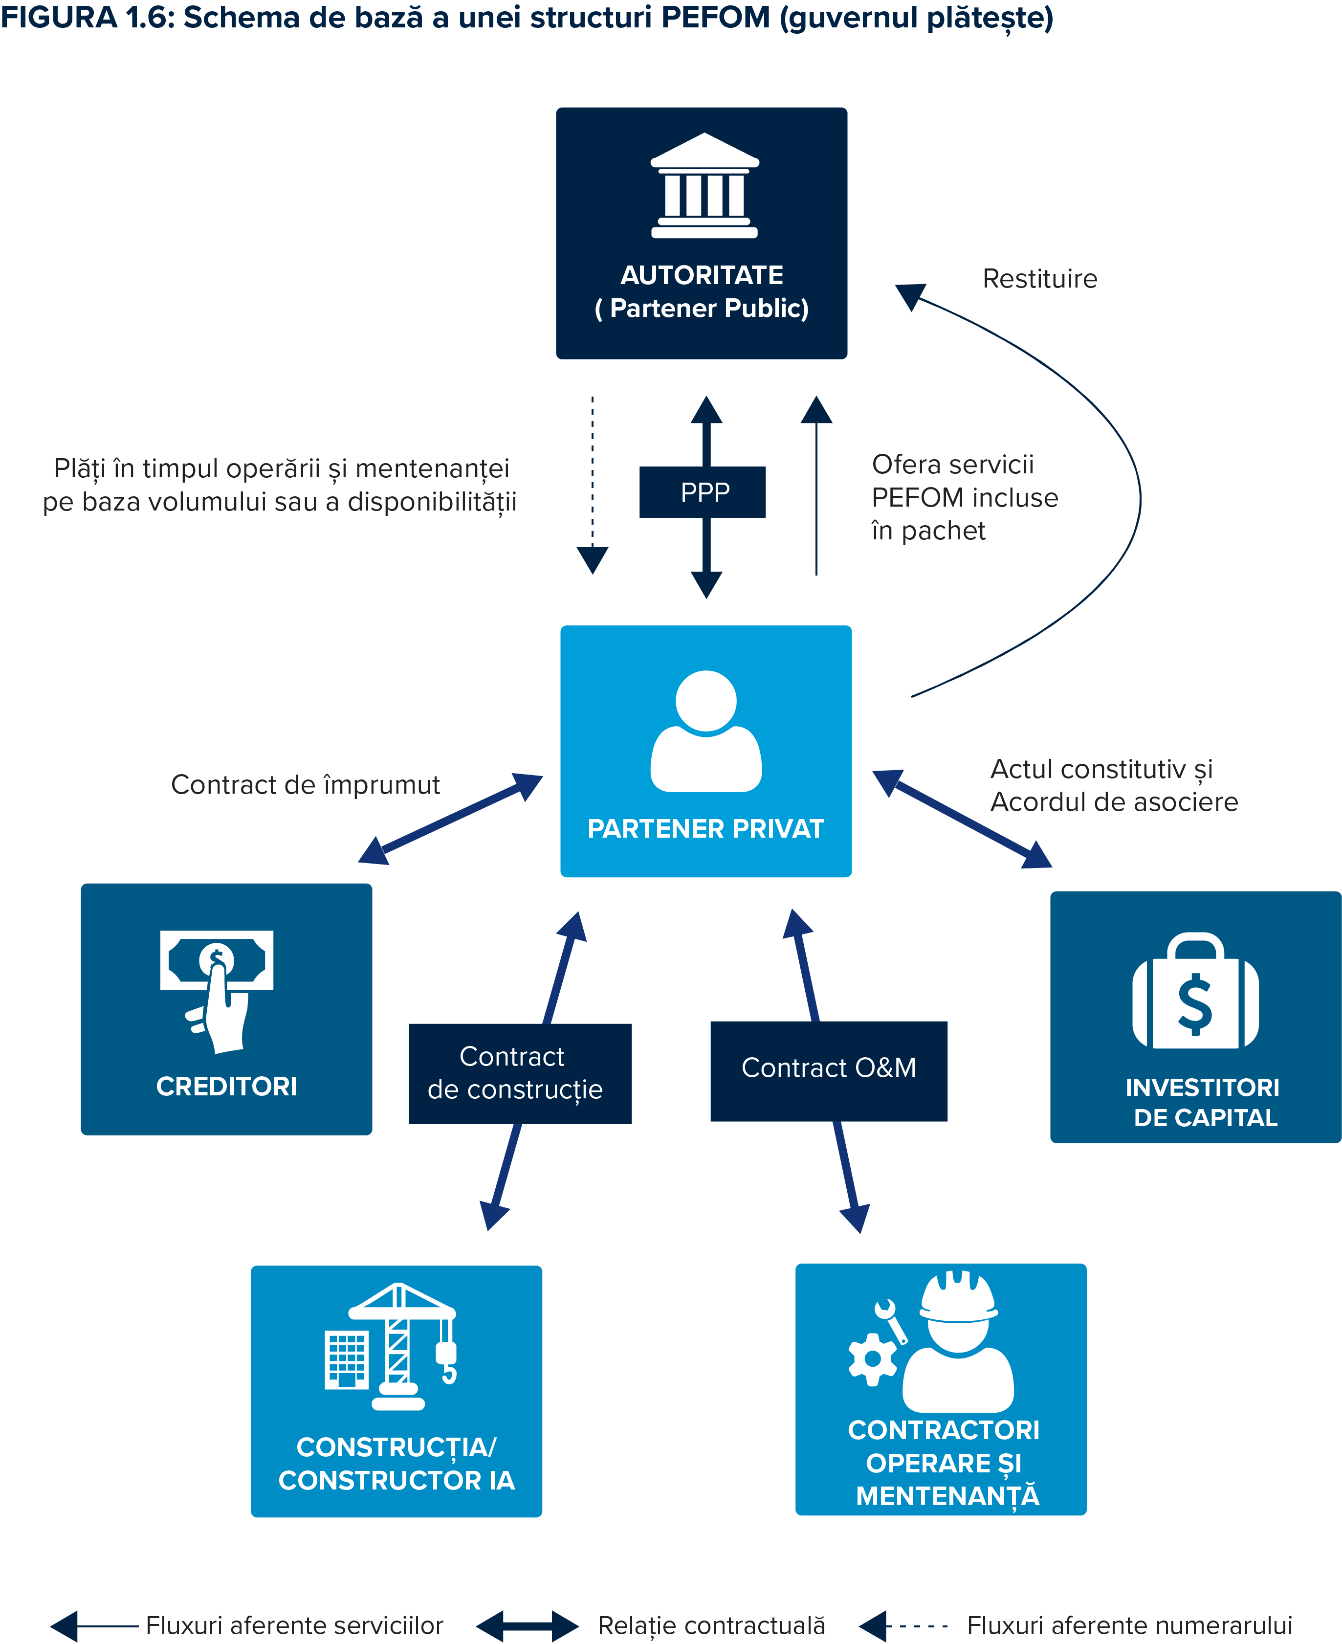 FIGURA 1.6: Schema de bază a unei structuri PEFOM (guvernul plătește)
AUTORITATE
( Partener Public)
Restituire
Plăți în timpul operării și mentenanței
pe baza volumului sau a disponibilității
PPP
Ofera servicii
PEFOM incluse
în pachet
PARTENER PRIVAT
Contract de împrumut
Actul constitutiv și
Acordul de asociere
CREDITORI
Contract
de construcție
Contract O&M
INVESTITORI
DE CAPITAL
CONSTRUCȚIA/
CONSTRUCTOR IA
CONTRACTORI
OPERARE ȘI
MENTENANȚĂ
Fluxuri aferente serviciilor
Relație contractuală
Fluxuri aferente numerarului